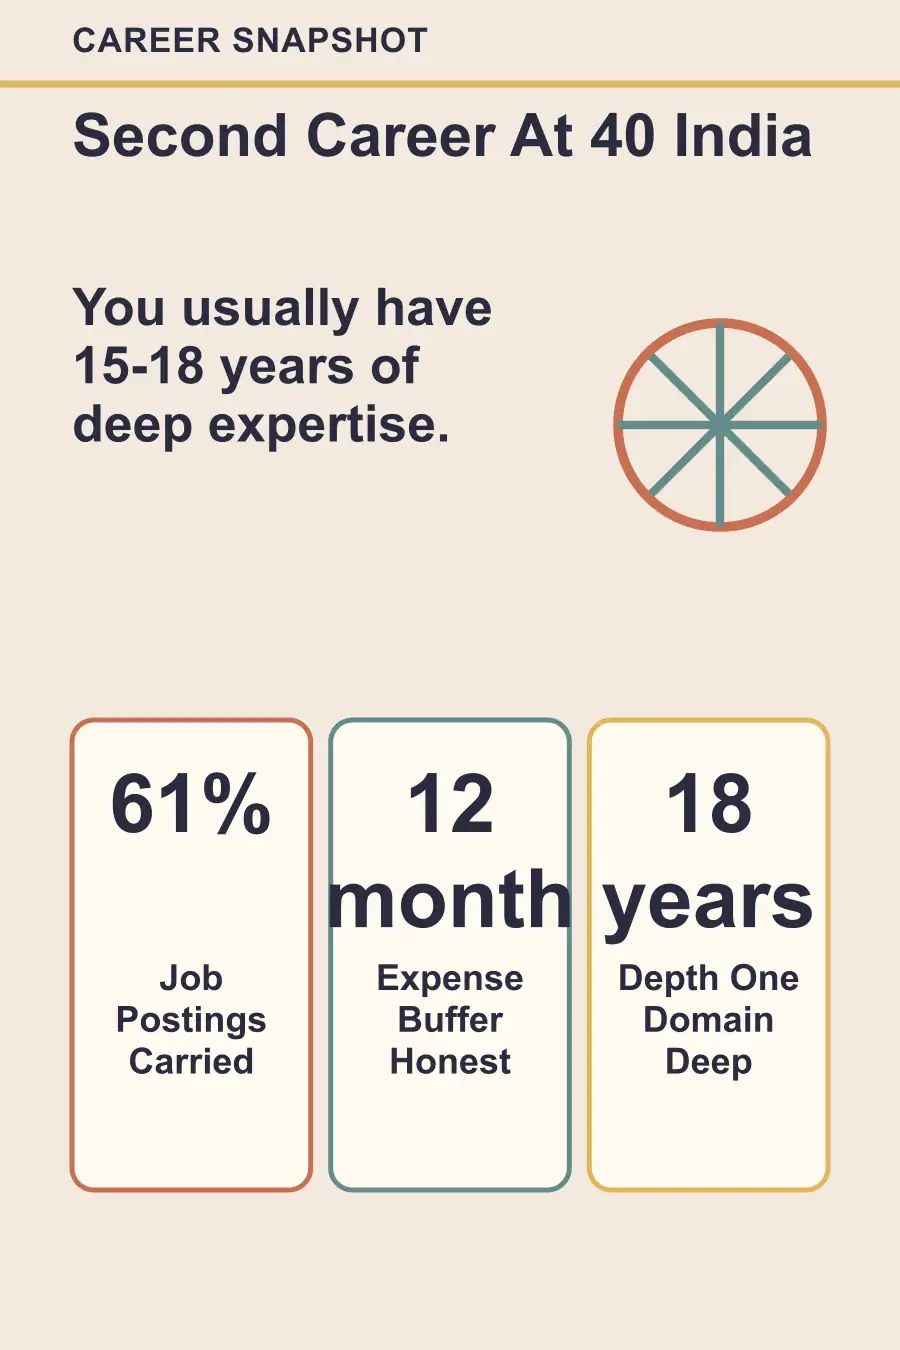 CAREER SNAPSHOT
Second Career At 40 India
You usually have
15-18 years of
deep expertise.
61%
Job
Postings
Carried
12
month
Expense
Buffer
Honest
18
years
Depth One
Domain
Deep